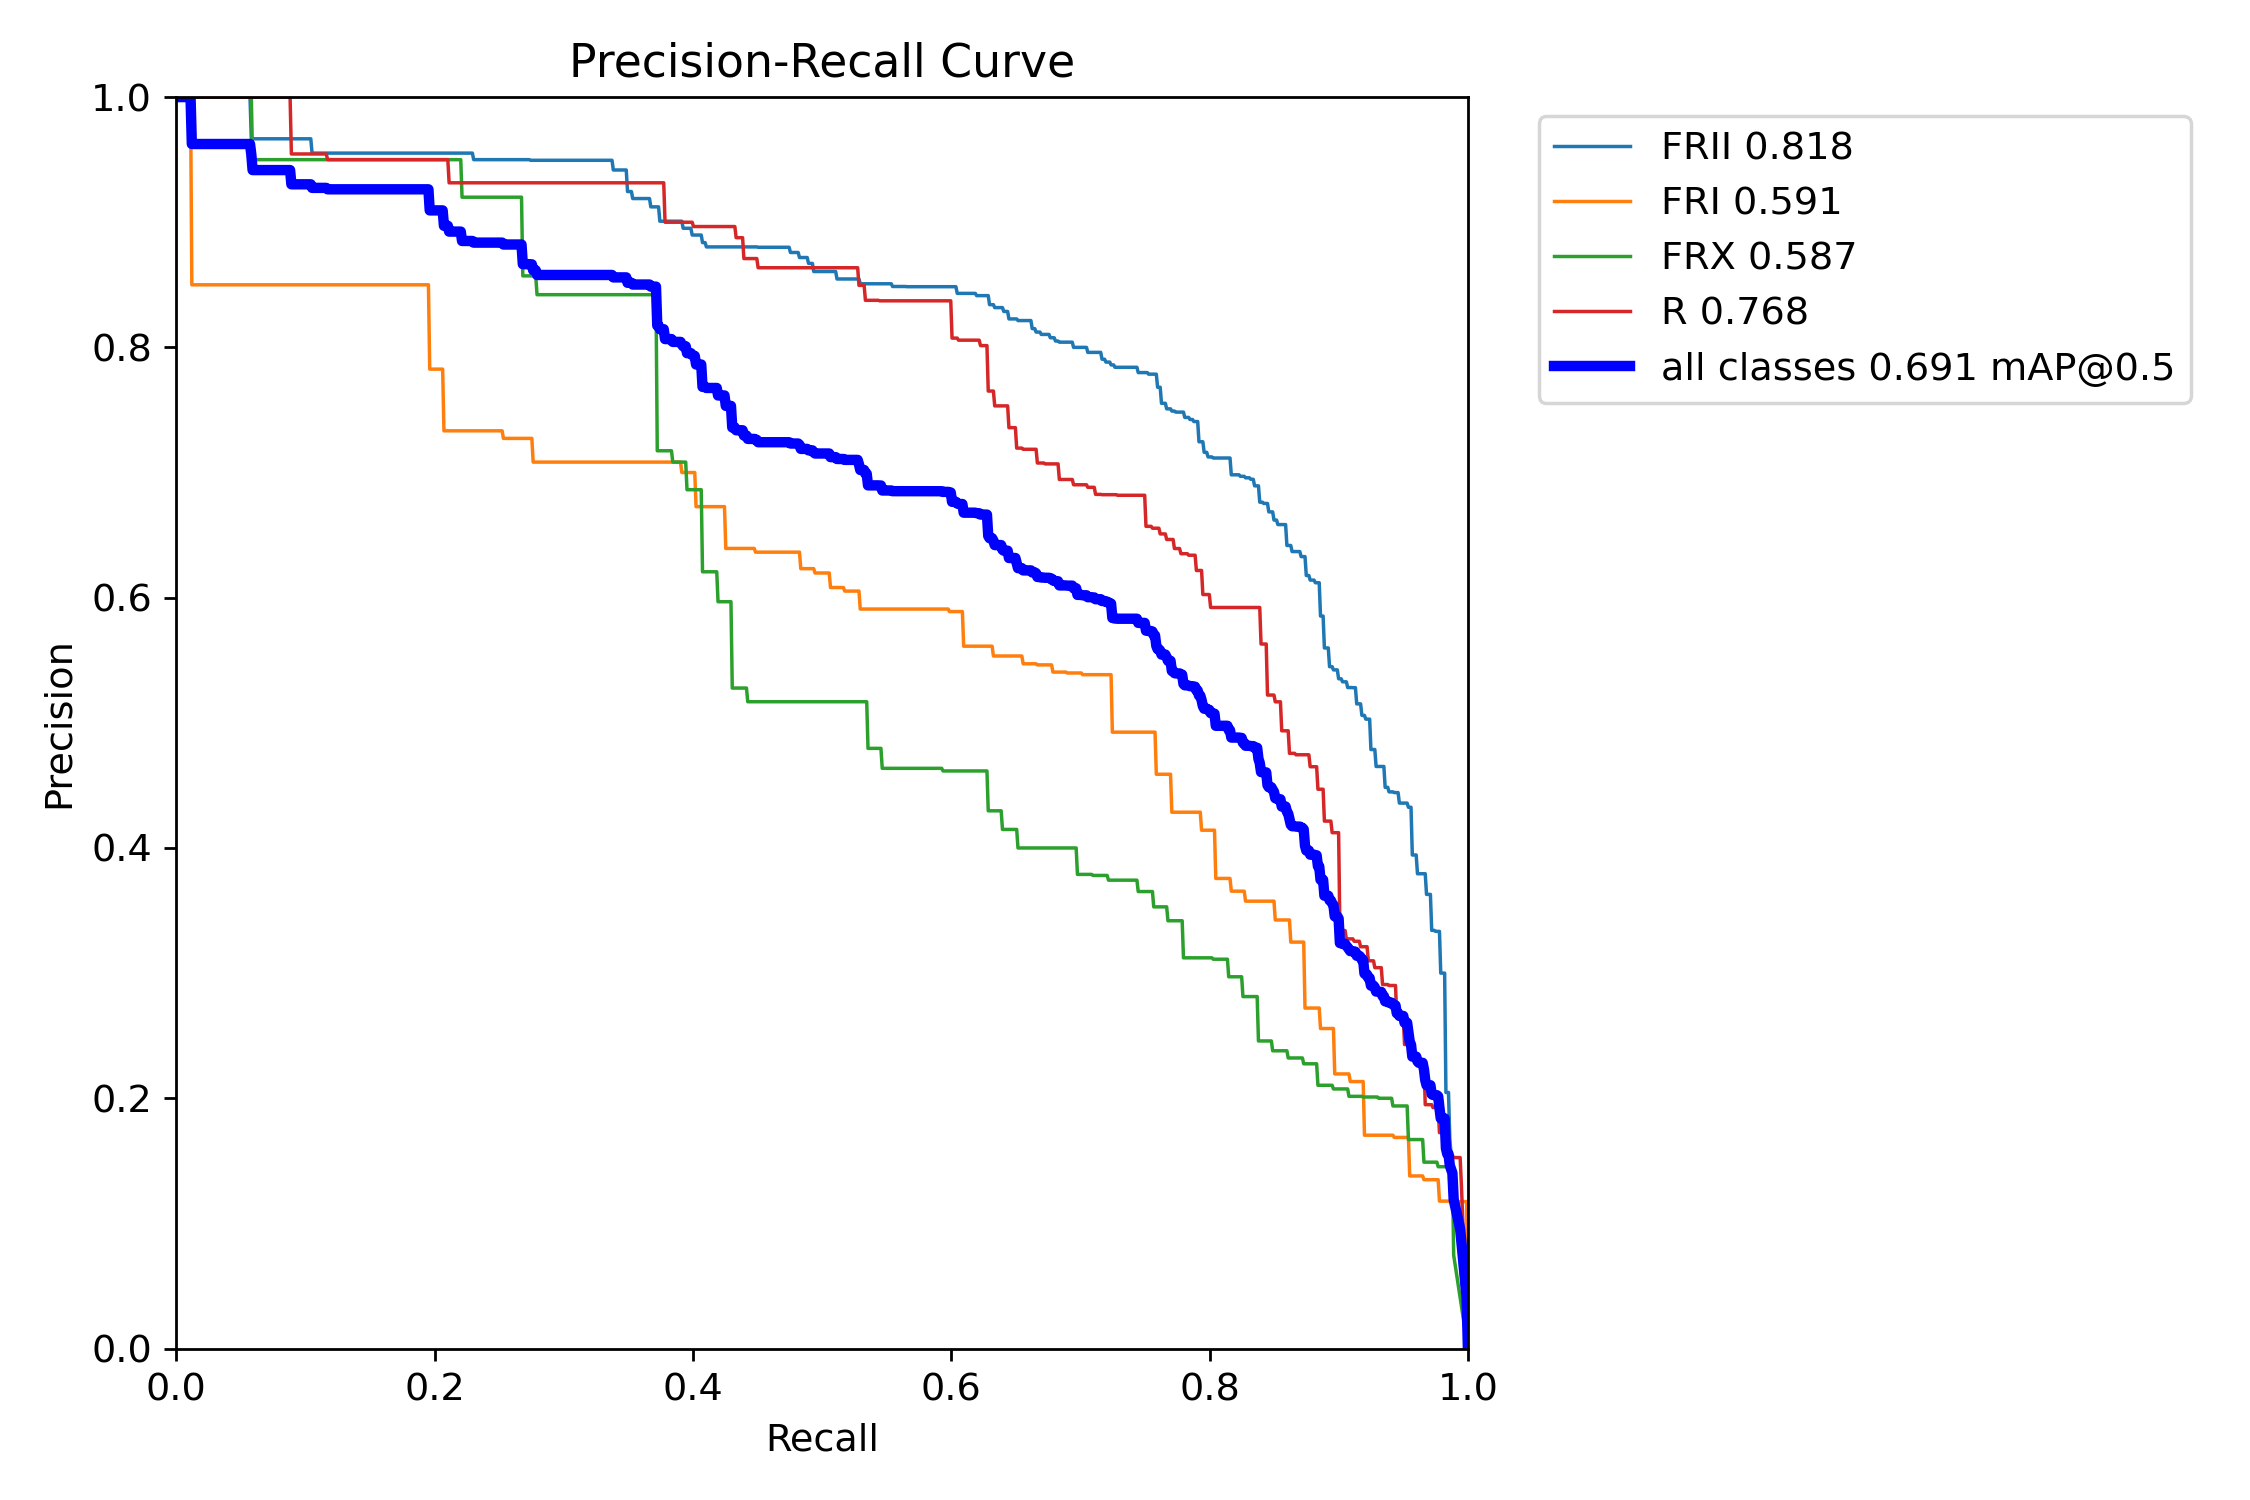 Precision-Recall Curve
1.0
0.8
0.6
0.4
0.2
0.0
Precision
0.0 0.2 0.4 0.6 0.8 1.0
Recall
FRII 0.818
FRI 0.591
FRX 0.587
R 0.768
all classes 0.691 mAP@0.5